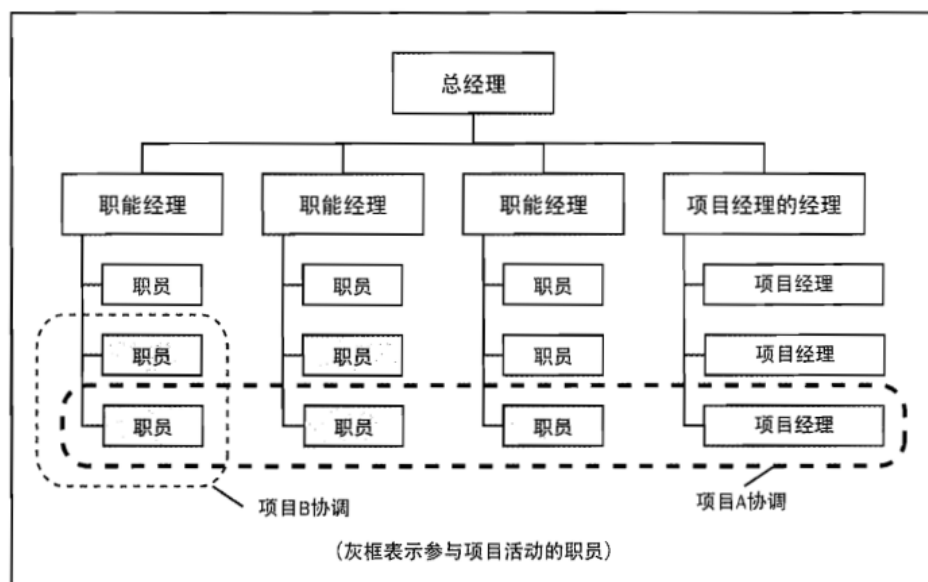 总经理
职能经理 职能经理 职能经理 项目经理的经理
职员 职员 职员 项目经理
职员 职员 职员 项目经理
职员 职员 职员 项目经理
项目B协调 项目A协调
(灰框表示参与项目活动的职员)